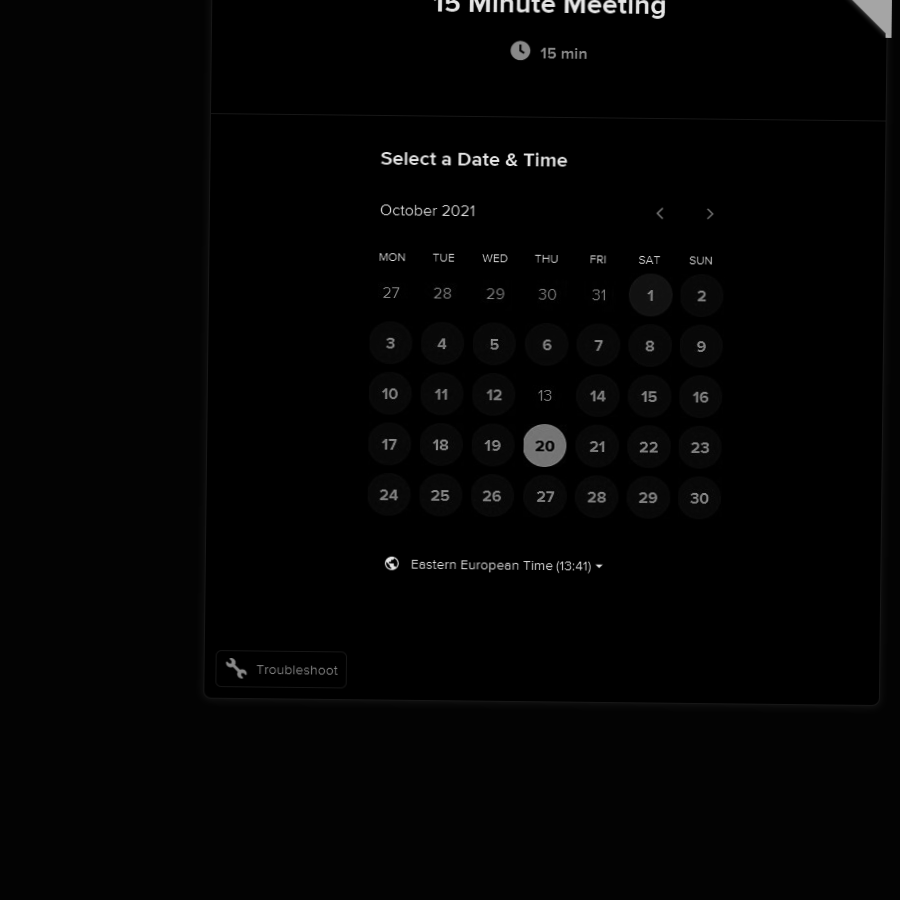 15 Minute Meeting
15 min
Select a Date & Time
October 2021
MON TUE WED THU FRI SAT SUN
27 28 29 30 31 1 2
3 4 5 6 7 8 9
10 11 12 13 14 15 16
17 18 19 20 21 22 23
24 25 26 27 28 29 30
Eastern European Time (13:41)
Troubleshoot